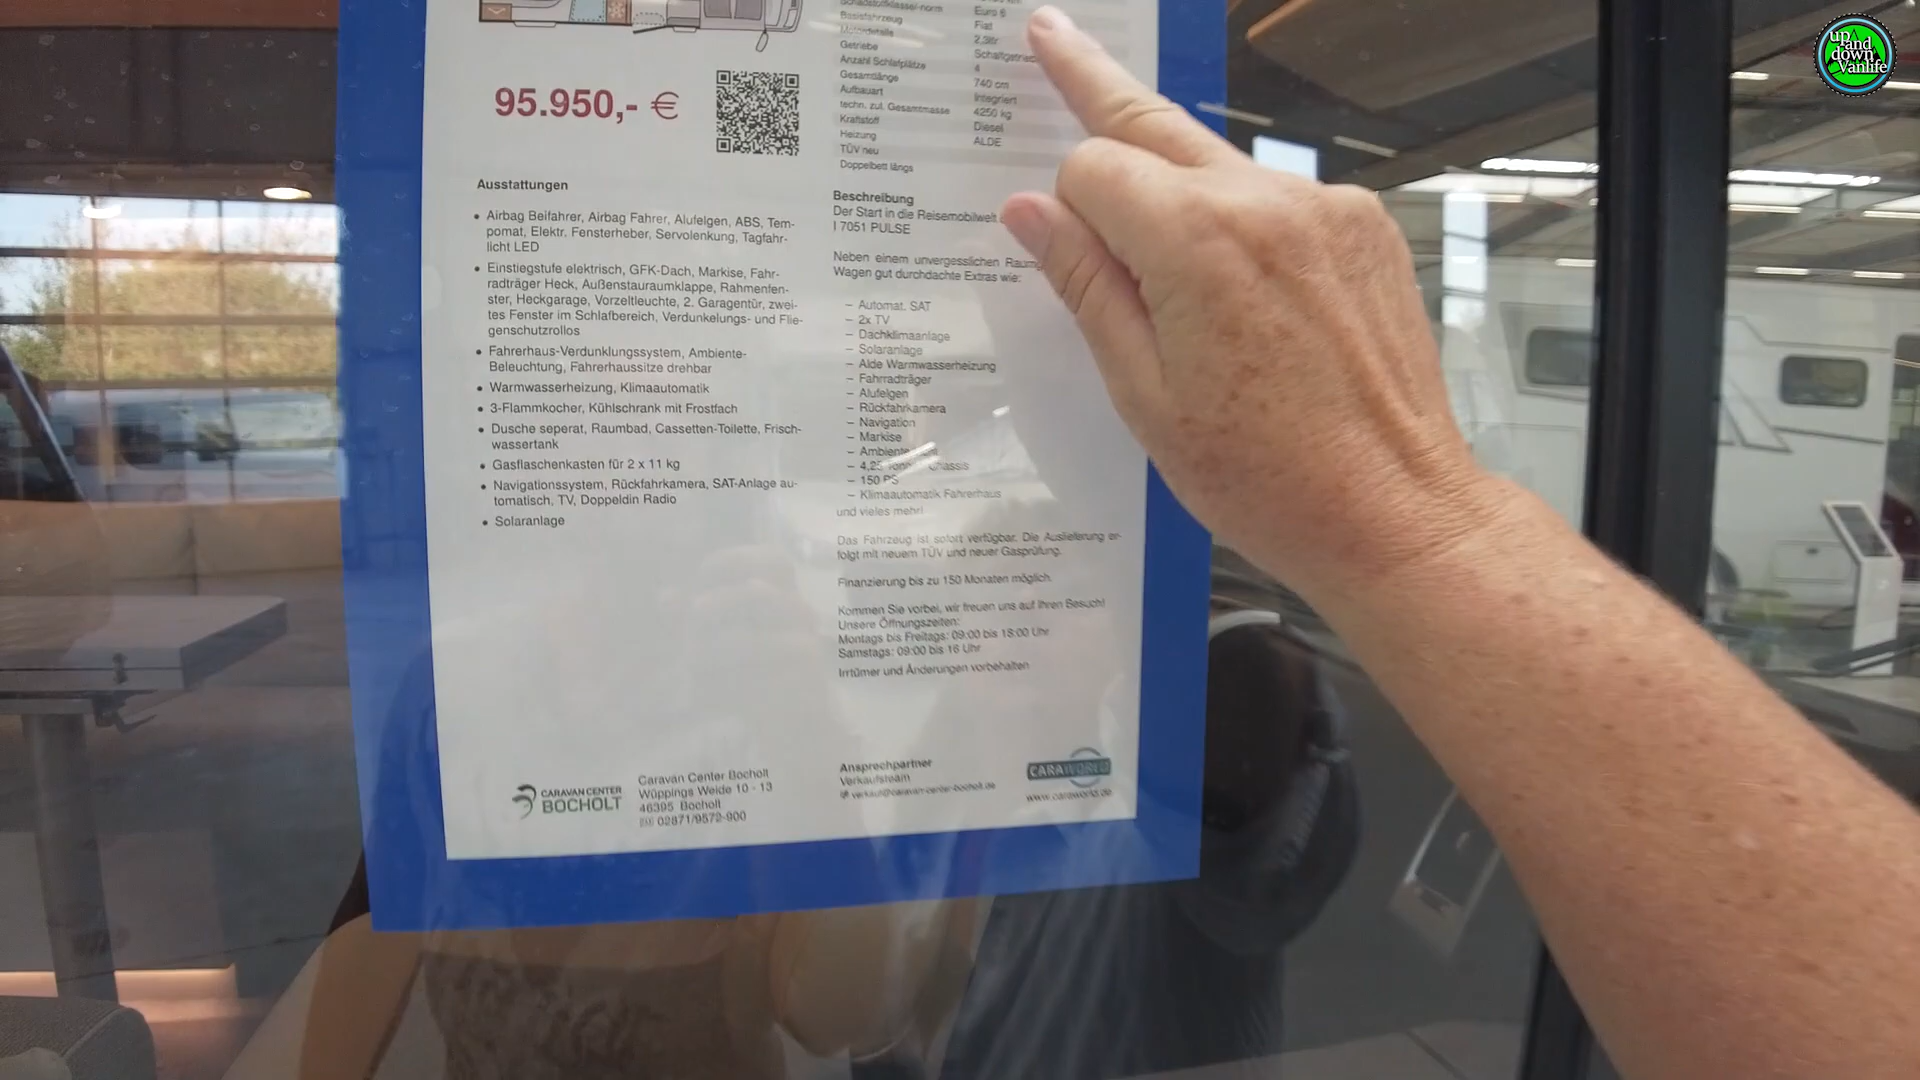 up
and
down
Vanlife
Schadstoffklasse/-norm Euro 6
Basisfahrzeug Fiat
Motordetails 2,3ltr
Getriebe
Anzahl Schlafplätze 4
Gesamtlänge 740 cm
Aufbauart Integriert
techn. zul. Gesamtmasse 4250 kg
Kraftstoff Diesel
Heizung ALDE
TÜV neu
Doppelbett längs
95.950,- €
Ausstattungen
• Airbag Beifahrer, Airbag Fahrer, Alufelgen, ABS, Tem-
pomat, Elektr. Fensterheber, Servolenkung, Tagfahr-
licht LED
• Einstiegstufe elektrisch, GFK-Dach, Markise, Fahr-
radträger Heck, Außenstauraumklappe, Rahmenfen-
ster, Heckgarage, Vorzeltleuchte, 2. Garagentür, zwei-
tes Fenster im Schlafbereich, Verdunkelungs- und Flie-
genschutzrollos
• Fahrerhaus-Verdunklungssystem, Ambiente-
Beleuchtung, Fahrerhaussitze drehbar
• Warmwasserheizung, Klimaautomatik
• 3-Flammkocher, Kühlschrank mit Frostfach
• Dusche seperat, Raumbad, Cassetten-Toilette, Frisch-
wassertank
• Gasflaschenkasten für 2 x 11 kg
• Navigationssystem, Rückfahrkamera, SAT-Anlage au-
tomatisch, TV, Doppeldin Radio
• Solaranlage
Beschreibung
Der Start in die Reisemobilwelt
I 7051 PULSE
Neben einem unvergesslichen
Wagen gut durchdachte Extras wie:
– Automat. SAT
– 2x TV
– Dachklimaanlage
– Solaranlage
– Alde Warmwasserheizung
– Fahrradträger
– Alufelgen
– Rückfahrkamera
– Navigation
– Markise
– 150 PS
– Klimaautomatik Fahrerhaus
und vieles mehr!
Das Fahrzeug ist sofort verfügbar. Die Auslieferung er-
folgt mit neuem TÜV und neuer Gasprüfung.
Finanzierung bis zu 150 Monaten möglich.
Kommen Sie vorbei, wir freuen uns auf Ihren Besuch!
Unsere Öffnungszeiten:
Montags bis Freitags: 09:00 bis 18:00 Uhr
Samstags: 09:00 bis 16 Uhr
Irrtümer und Änderungen vorbehalten
CARAVAN CENTER
BOCHOLT
Caravan Center Bocholt
Wüppings Weide 10 - 13
46395 Bocholt
02871/9572-900
Ansprechpartner
Verkaufsteam
verkauf@caravan-center-bocholt.de
CARAWORLD
www.caraworld.de